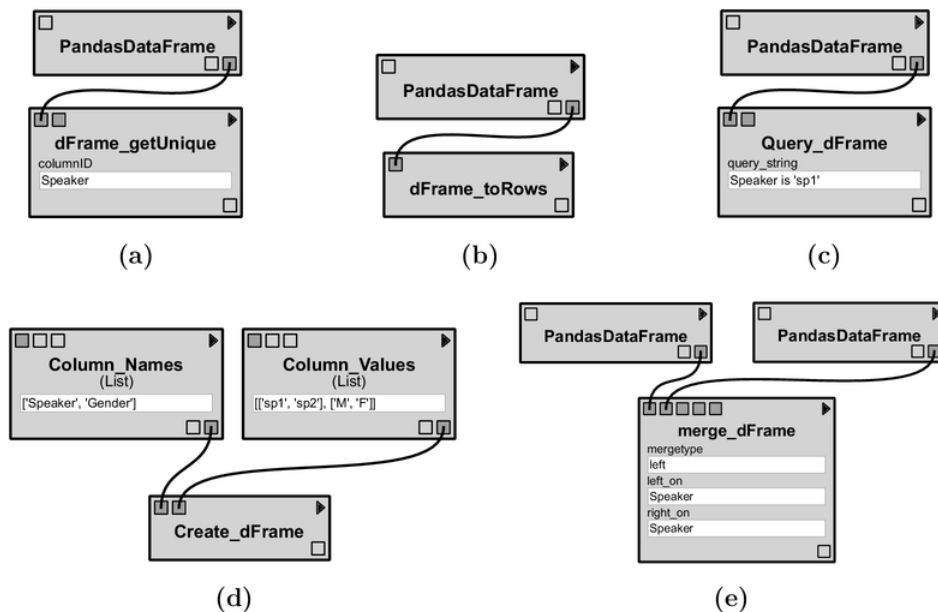 PandasDataFrame
dFrame_getUnique
columnID
Speaker
(a)
PandasDataFrame
dFrame_toRows
(b)
PandasDataFrame
Query_dFrame
query_string
Speaker is 'sp1'
(c)
Column_Names
(List)
['Speaker', 'Gender']
Column_Values
(List)
[['sp1', 'sp2'], ['M', 'F']]
Create_dFrame
(d)
PandasDataFrame
PandasDataFrame
merge_dFrame
mergetype
left
left_on
Speaker
right_on
Speaker
(e)